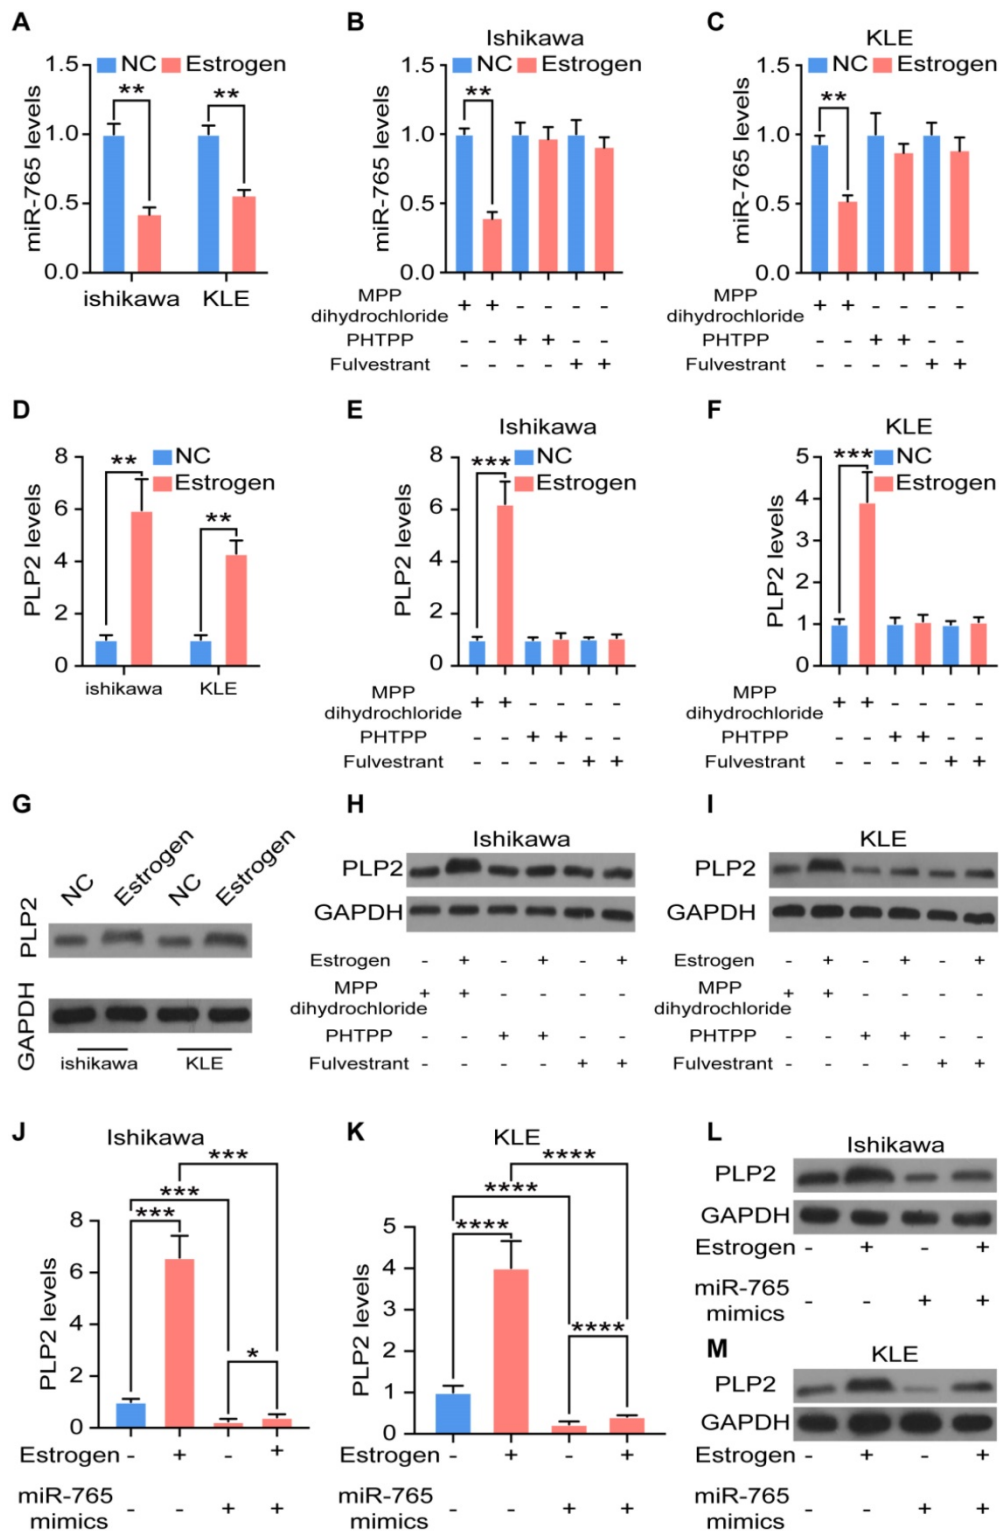 A
NC Estrogen
miR-765 levels
1.5
1.0
0.5
0.0
** **
ishikawa KLE
B
Ishikawa
NC Estrogen
miR-765 levels
1.5
1.0
0.5
0.0
**
MPP dihydrochloride + + - - - -
PHTPP - - + + - -
Fulvestrant - - - - + +
C
KLE
NC Estrogen
miR-765 levels
1.5
1.0
0.5
0.0
**
MPP dihydrochloride + + - - - -
PHTPP - - + + - -
Fulvestrant - - - - + +
D
NC
Estrogen
PLP2 levels
8
6
4
2
0
** **
ishikawa KLE
E
Ishikawa
NC
Estrogen
PLP2 levels
8
6
4
2
0
***
MPP dihydrochloride + + - - - -
PHTPP - - + + - -
Fulvestrant - - - - + +
F
KLE
NC
Estrogen
PLP2 levels
5
4
3
2
1
0
***
MPP dihydrochloride + + - - - -
PHTPP - - + + - -
Fulvestrant - - - - + +
G
NC Estrogen NC Estrogen
PLP2
GAPDH
ishikawa KLE
H
Ishikawa
PLP2
GAPDH
Estrogen - + - + - +
MPP dihydrochloride + + - - - -
PHTPP - - + + - -
Fulvestrant - - - - + +
I
KLE
PLP2
GAPDH
Estrogen - + - + - +
MPP dihydrochloride + + - - - -
PHTPP - - + + - -
Fulvestrant - - - - + +
J
Ishikawa
PLP2 levels
8
6
4
2
0
***
***
***
*
Estrogen - + - +
miR-765 mimics - - + +
K
KLE
PLP2 levels
5
4
3
2
1
0
****
****
****
****
Estrogen - + - +
miR-765 mimics - - + +
L
Ishikawa
PLP2
GAPDH
Estrogen - + - +
miR-765 mimics - - + +
M
KLE
PLP2
GAPDH
Estrogen - + - +
miR-765 mimics - - + +